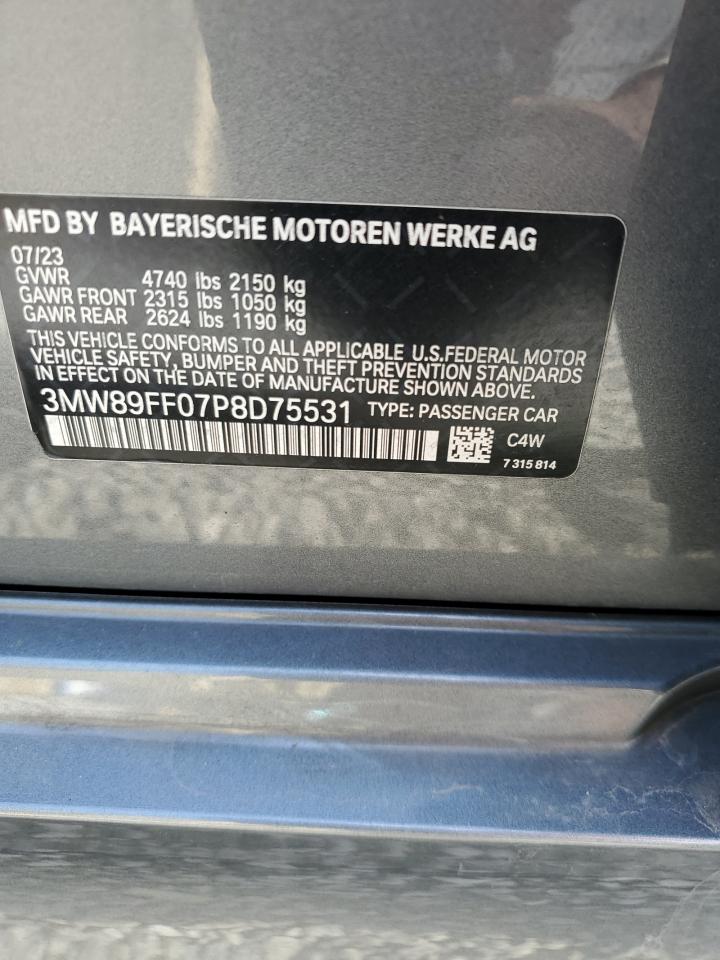 MFD BY BAYERISCHE MOTOREN WERKE AG
07/23
GVWR 4740 lbs 2150 kg
GAWR FRONT 2315 lbs 1050 kg
GAWR REAR 2624 lbs 1190 kg
THIS VEHICLE CONFORMS TO ALL APPLICABLE U.S.FEDERAL MOTOR
VEHICLE SAFETY, BUMPER AND THEFT PREVENTION STANDARDS
IN EFFECT ON THE DATE OF MANUFACTURE SHOWN ABOVE.
3MW89FF07P8D75531 TYPE: PASSENGER CAR
C4W
7 315 814